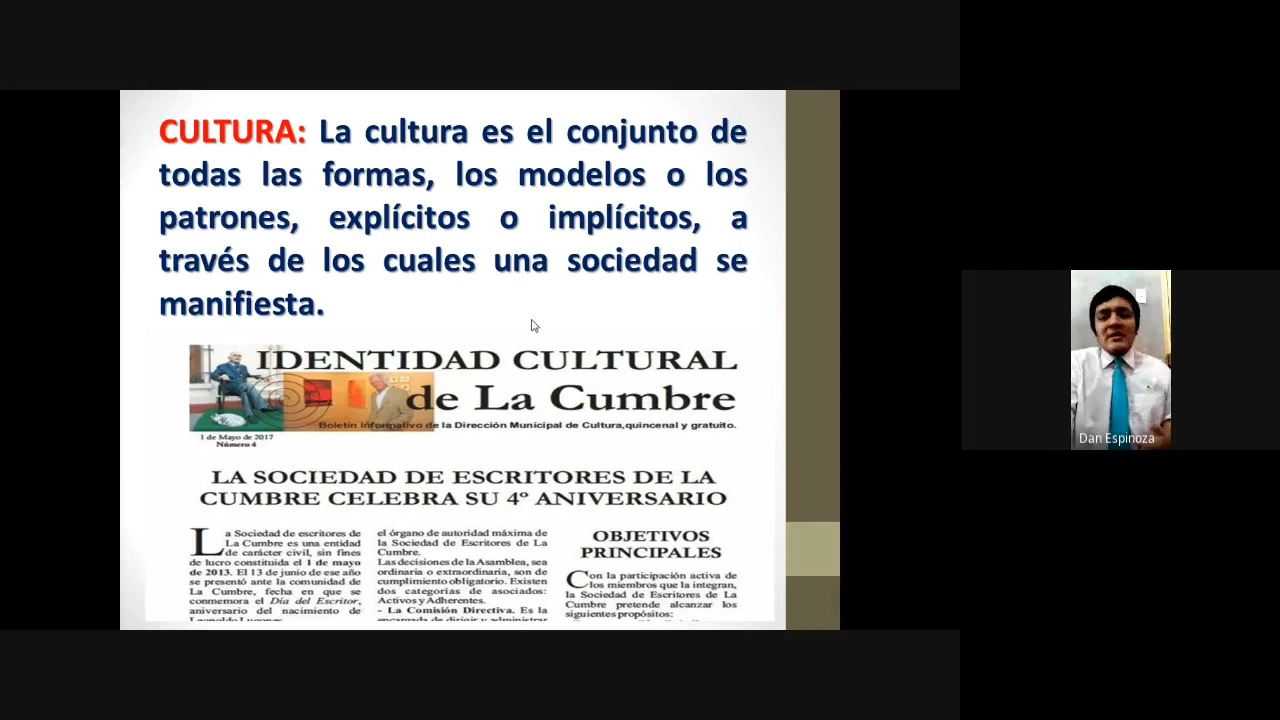 CULTURA: La cultura es el conjunto de
todas las formas, los modelos o los
patrones, explícitos o implícitos, a
través de los cuales una sociedad se
manifiesta.
IDENTIDAD CULTURAL
de La Cumbre
Boletín Informativo de la Dirección Municipal de Cultura,quincenal y gratuito.
1 de Mayo de 2017
Número 4
LA SOCIEDAD DE ESCRITORES DE LA
CUMBRE CELEBRA SU 4º ANIVERSARIO
La Sociedad de escritores de
La Cumbre es una entidad
de carácter civil, sin fines
de lucro constituida el 1 de mayo
de 2013. El 13 de junio de ese año
se presentó ante la comunidad de
La Cumbre, fecha en que se
conmemora el Día del Escritor,
aniversario del nacimiento de
Leopoldo Lugones.
el órgano de autoridad máxima de
la Sociedad de Escritores de La
Cumbre.
Las decisiones de la Asamblea, sea
ordinaria o extraordinaria, son de
cumplimiento obligatorio. Existen
dos categorías de asociados:
Activos y Adherentes.
- La Comisión Directiva. Es la
encargada de dirigir y administrar
OBJETIVOS
PRINCIPALES
Con la participación activa de
los miembros que la integran,
la Sociedad de Escritores de La
Cumbre pretende alcanzar los
siguientes propósitos:
Dan Espinoza